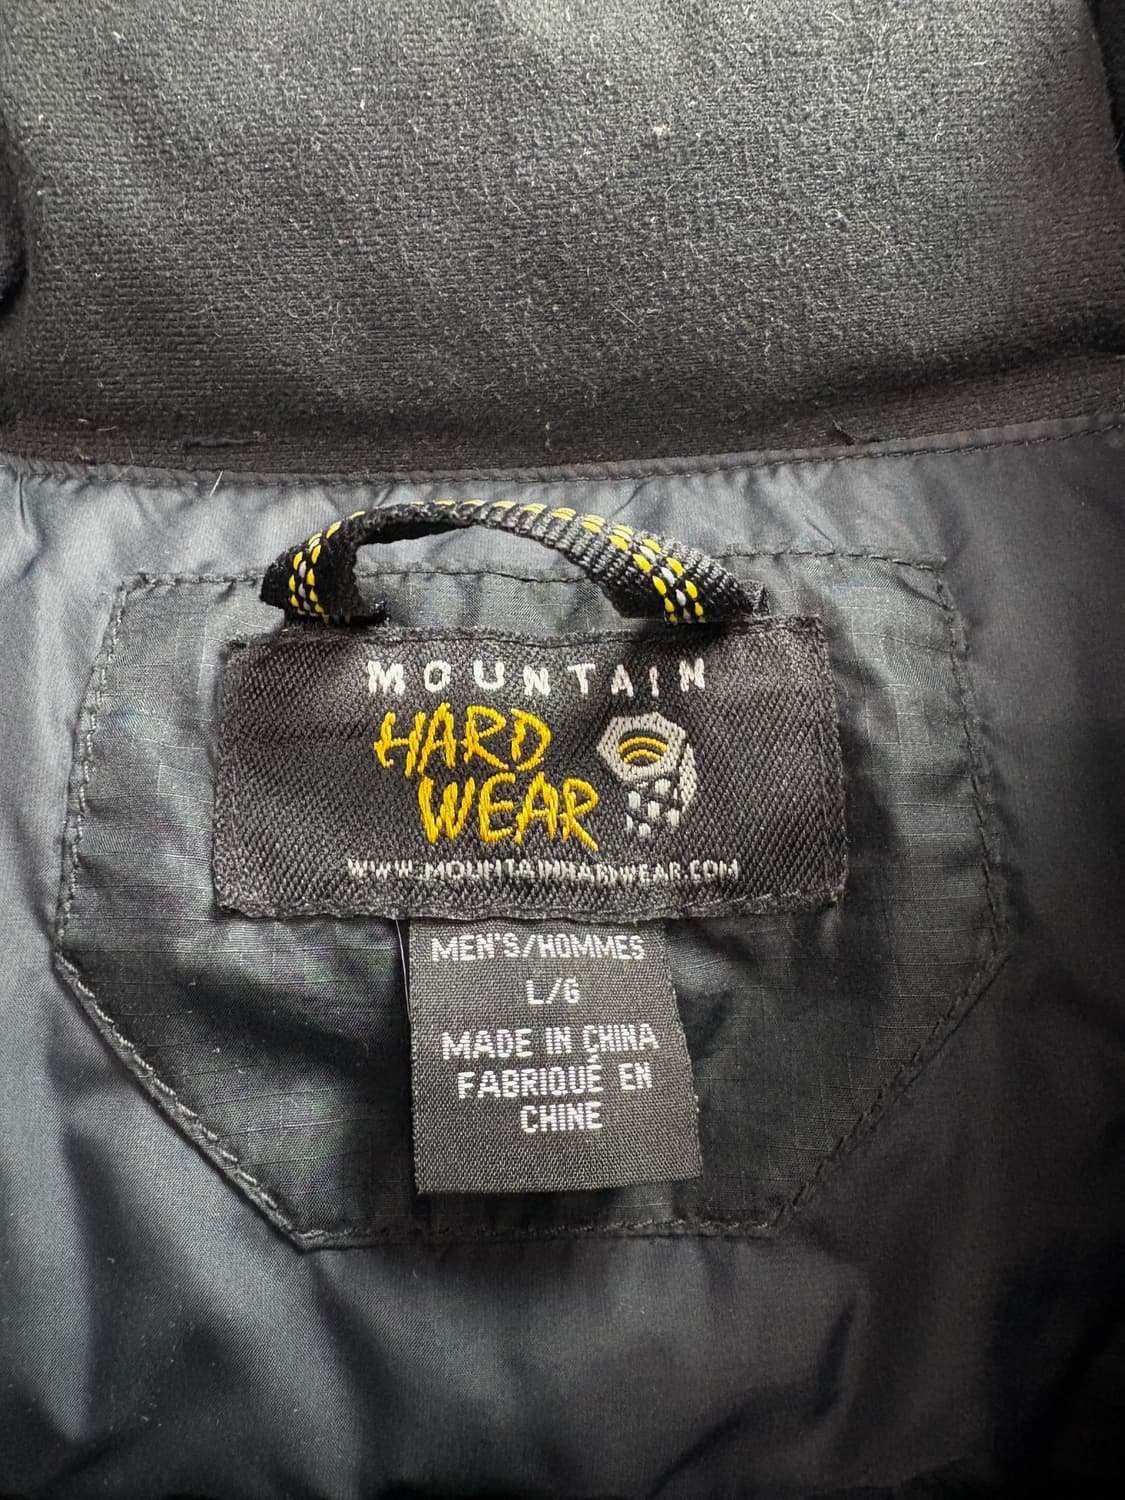 MOUNTAIN
HARD
WEAR
WWW.MOUNTAINHARDWEAR.COM
MEN'S/HOMMES
L/G
MADE IN CHINA
FABRIQUÉ EN
CHINE